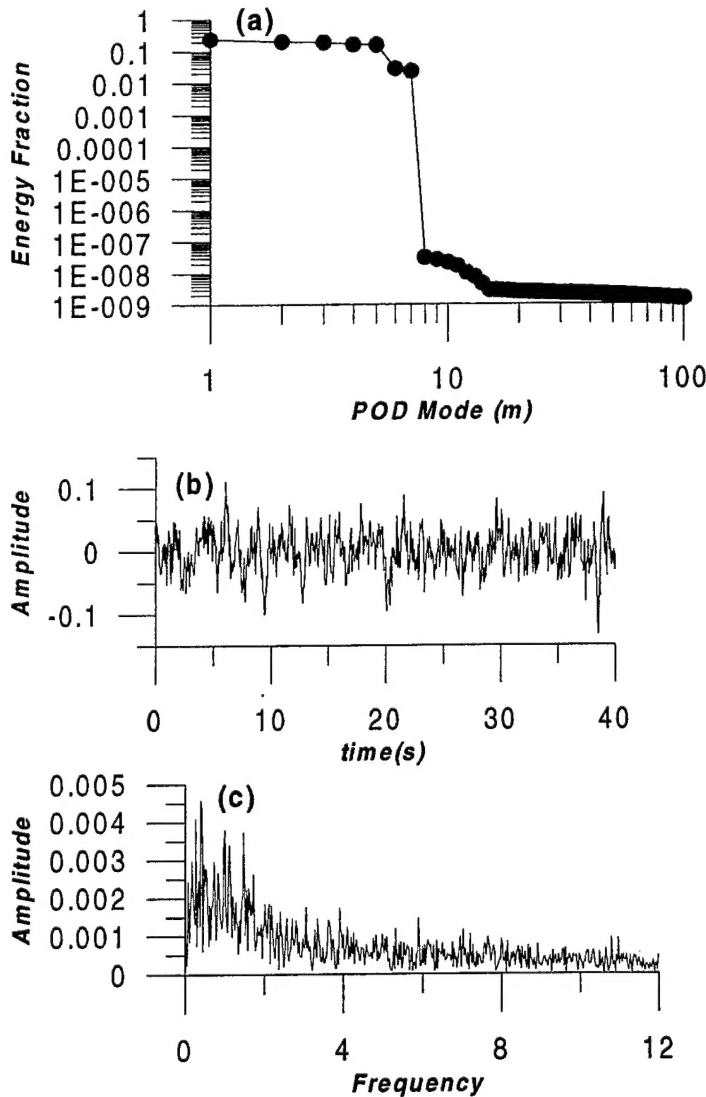 (a)
Energy Fraction
1
0.1
0.01
0.001
0.0001
1E-005
1E-006
1E-007
1E-008
1E-009
1 10 100
POD Mode (m)
(b)
Amplitude
0.1
0
-0.1
0 10 20 30 40
time(s)
(c)
Amplitude
0.005
0.004
0.003
0.002
0.001
0
0 4 8 12
Frequency